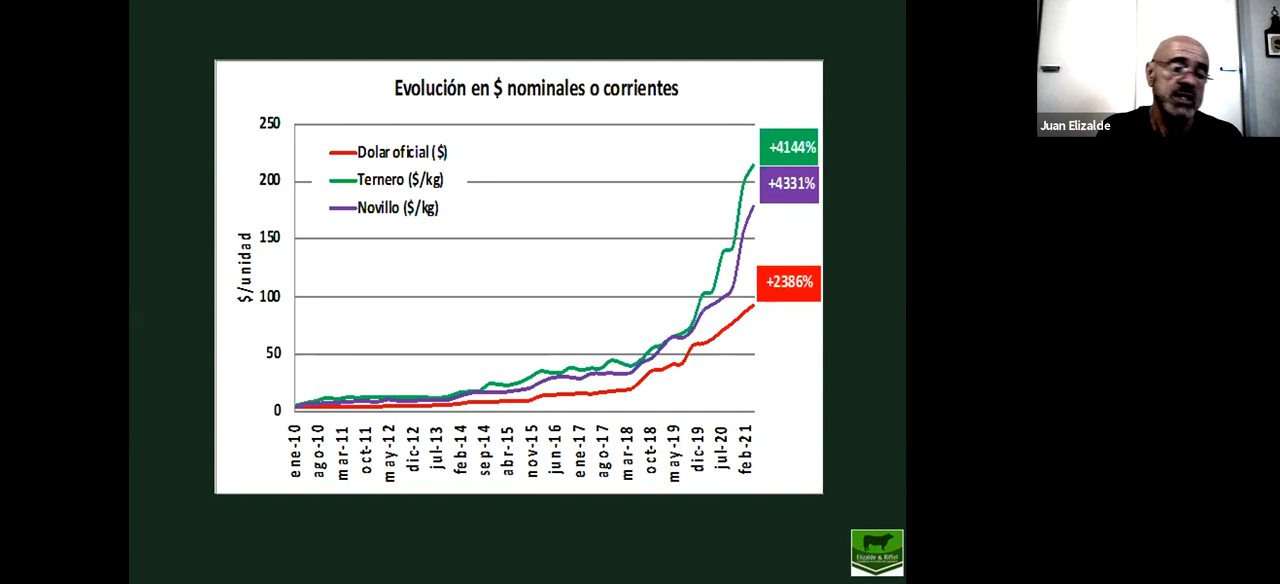 Evolución en $ nominales o corrientes
250
200
150
100
50
0
$/unidad
Dolar oficial ($)
Ternero ($/kg)
Novillo ($/kg)
+4144%
+4331%
+2386%
ene-10
ago-10
mar-11
oct-11
may-12
dic-12
jul-13
feb-14
sep-14
abr-15
nov-15
jun-16
ene-17
ago-17
mar-18
oct-18
may-19
dic-19
jul-20
feb-21
Juan Elizalde
Elizalde & Riffel